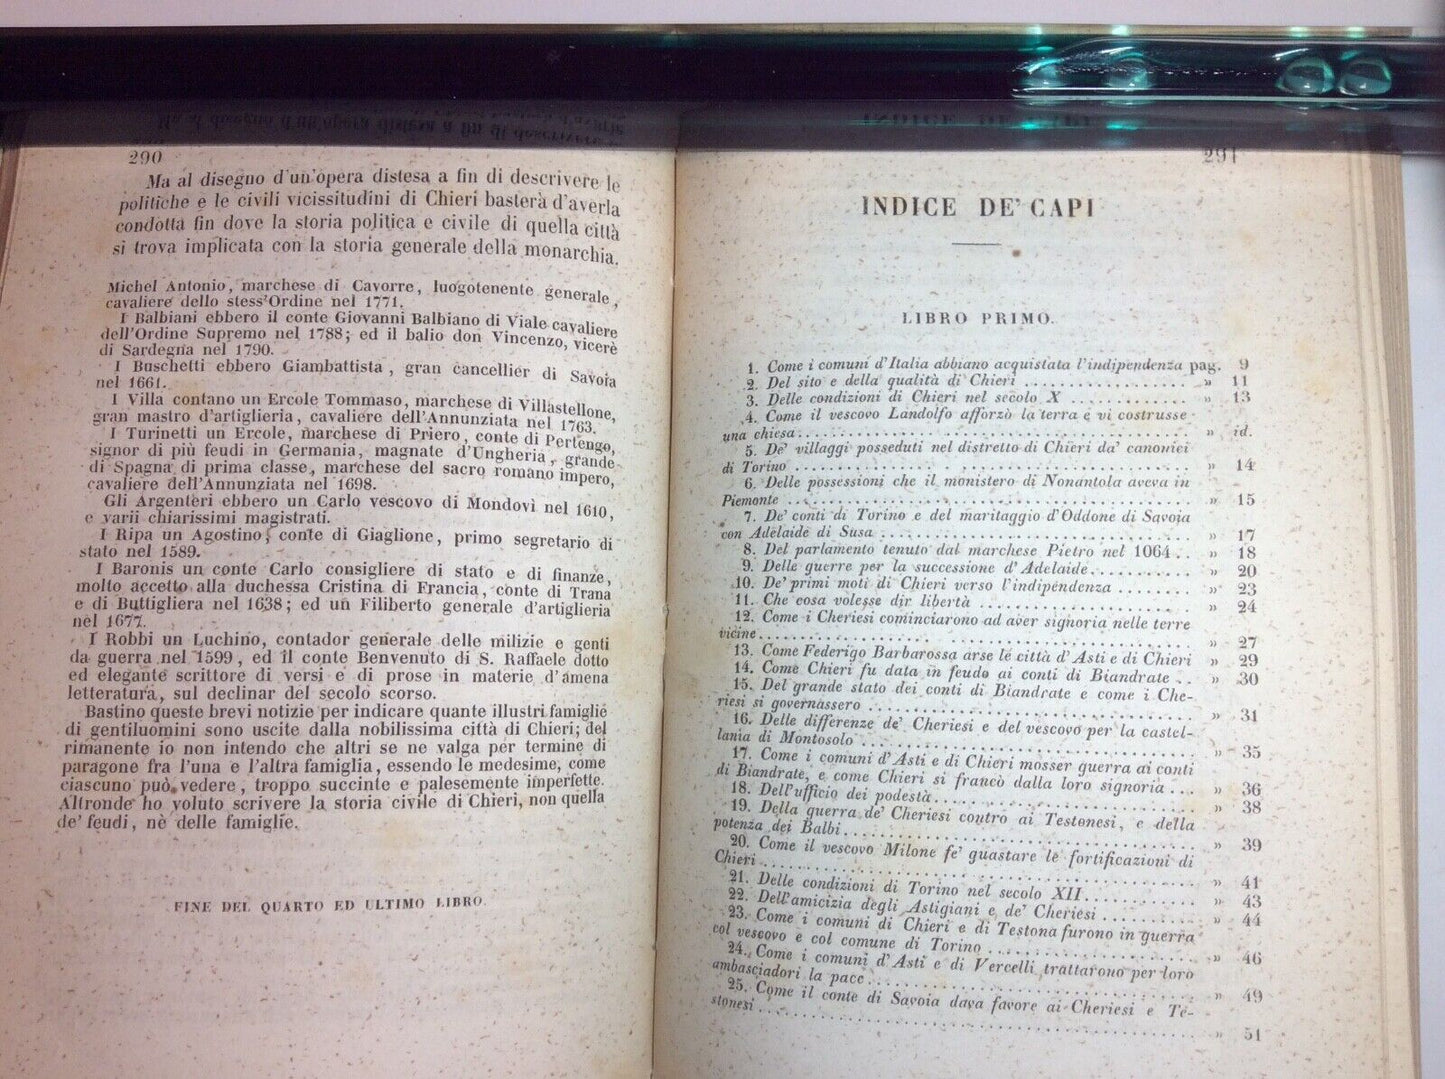 290
Ma al disegno d'un'opera distesa a fin di descrivere le
politiche e le civili vicissitudini di Chieri basterà d'averla
condotta fin dove la storia politica e civile di quella città
si trova implicata con la storia generale della monarchia.
Michel Antonio, marchese di Cavorre, luogotenente generale,
cavaliere dello stess'Ordine nel 1771.
I Balbiani ebbero il conte Giovanni Balbiano di Viale cavaliere
dell'Ordine Supremo nel 1788; ed il balio don Vincenzo, vicerè
di Sardegna nel 1790.
I Buschetti ebbero Giambattista, gran cancellier di Savoia
nel 1661.
I Villa contano un Ercole Tommaso, marchese di Villastellone,
gran mastro d'artiglieria, cavaliere dell'Annunziata nel 1763.
I Turinetti un Ercole, marchese di Priero, conte di Pertengo,
signor di più feudi in Germania, magnate d'Ungheria, grande
di Spagna di prima classe, marchese del sacro romano impero,
cavaliere dell'Annunziata nel 1698.
Gli Argenteri ebbero un Carlo vescovo di Mondovì nel 1610,
e varii chiarissimi magistrati.
I Ripa un Agostino, conte di Giaglione, primo segretario di
stato nel 1589.
I Baronis un conte Carlo consigliere di stato e di finanze,
molto accetto alla duchessa Cristina di Francia, conte di Trana
e di Buttigliera nel 1638; ed un Filiberto generale d'artiglieria
nel 1677.
I Robbi un Luchino, contador generale delle milizie e genti
da guerra nel 1599, ed il conte Benvenuto di S. Raffaele dotto
ed elegante scrittore di versi e di prose in materie d'amena
letteratura, sul declinar del secolo scorso.
Bastino queste brevi notizie per indicare quante illustri famiglie
di gentiluomini sono uscite dalla nobilissima città di Chieri; del
rimanente io non intendo che altri se ne valga per termine di
paragone fra l'una e l'altra famiglia, essendo le medesime, come
ciascuno può vedere, troppo succinte e palesemente imperfette.
Altronde ho voluto scrivere la storia civile di Chieri, non quella
de' feudi, nè delle famiglie.
FINE DEL QUARTO ED ULTIMO LIBRO.
291
INDICE DE' CAPI
LIBRO PRIMO.
1. Come i comuni d'Italia abbiano acquistata l'indipendenza pag. 9
2. Del sito e della qualità di Chieri .................... » 11
3. Delle condizioni di Chieri nel secolo X ............. » 13
4. Come il vescovo Landolfo afforzò la terra e vi costrusse
una chiesa.................................... » id.
5. De' villaggi posseduti nel distretto di Chieri da' canonici
di Torino .................................... » 14
6. Delle possessioni che il monistero di Nonantola aveva in
Piemonte .................................... » 15
7. De' conti di Torino e del maritaggio d'Oddone di Savoia
con Adelaide di Susa ............................ » 17
8. Del parlamento tenuto dal marchese Pietro nel 1064 .. » 18
9. Delle guerre per la successione d'Adelaide........... » 20
10. De' primi moti di Chieri verso l'indipendenza ........ » 23
11. Che cosa volesse dir libertà ....................... » 24
12. Come i Cheriesi cominciarono ad aver signoria nelle terre
vicine....................................... » 27
13. Come Federigo Barbarossa arse le città d'Asti e di Chieri » 29
14. Come Chieri fu data in feudo ai conti di Biandrate .. » 30
15. Del grande stato dei conti di Biandrate e come i Che-
riesi si governassero ............................ » 31
16. Delle differenze de' Cheriesi e del vescovo per la castel-
lania di Montosolo .............................. » 35
17. Come i comuni d'Asti e di Chieri mosser guerra ai conti
di Biandrate, e come Chieri si francò dalla loro signoria ... » 36
18. Dell'ufficio dei podestà.......................... » 38
19. Della guerra de' Cheriesi contro ai Testonesi, e della
potenza dei Balbi............................... » 39
20. Come il vescovo Milone fe' guastare le fortificazioni di
Chieri ....................................... » 41
21. Delle condizioni di Torino nel secolo XII............ » 43
22. Dell'amicizia degli Astigiani e de' Cheriesi .......... » 44
23. Come i comuni di Chieri e di Testona furono in guerra
col vescovo e col comune di Torino ................. » 46
24. Come i comuni d'Asti e di Vercelli trattarono per loro
ambasciadori la pace............................. » 49
25. Come il conte di Savoia dava favore ai Cheriesi e Te-
stonesi ...................................... » 51